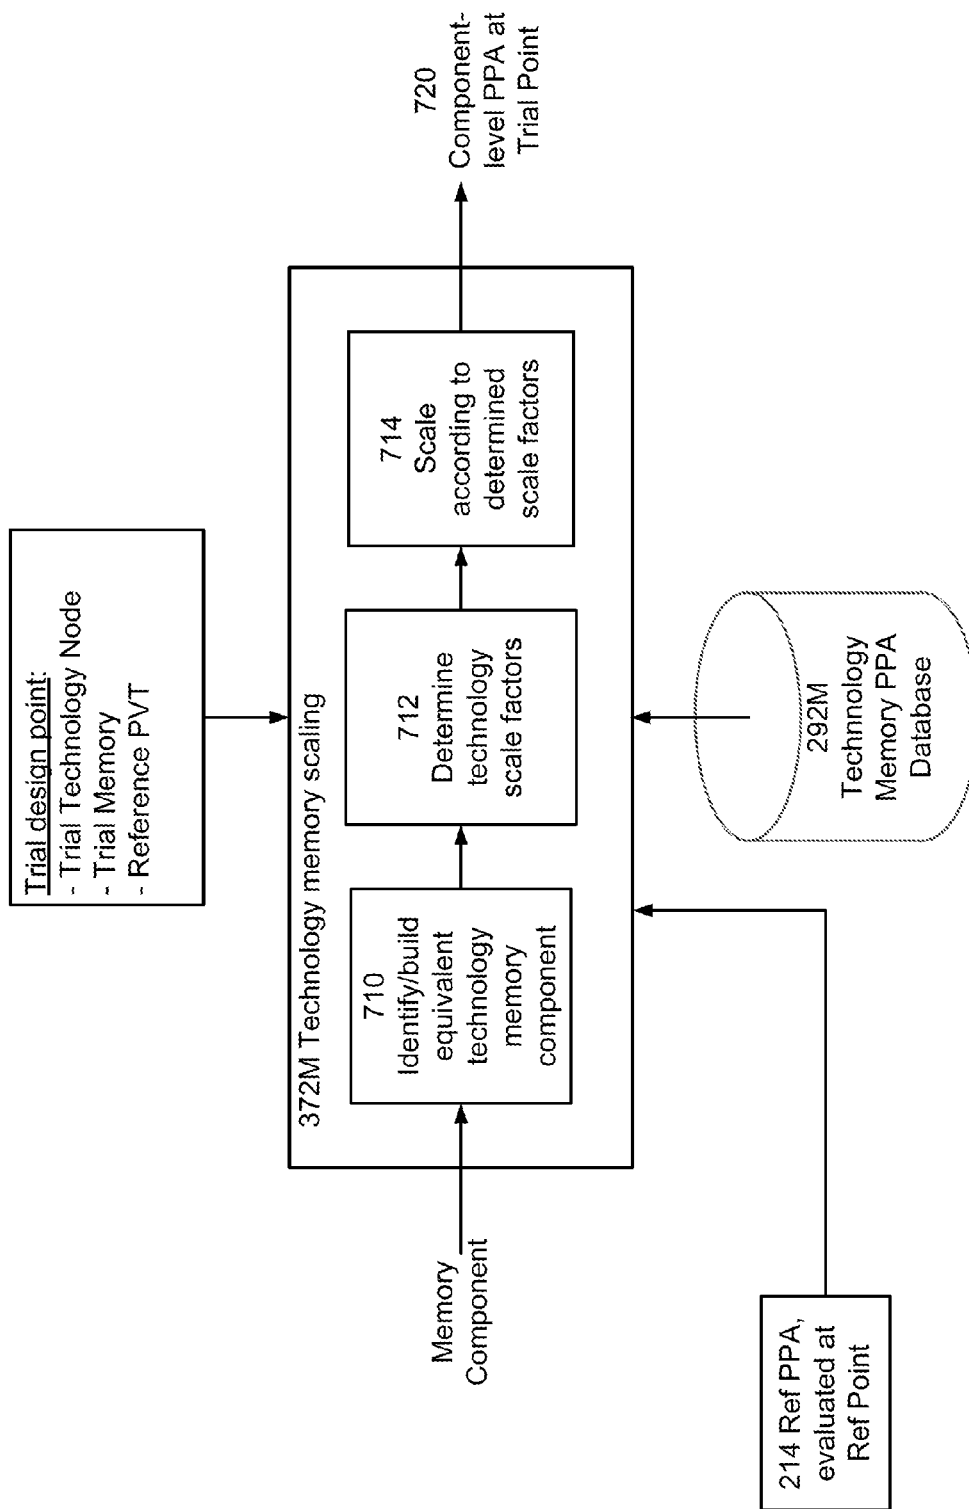 Trial design point:
- Trial Technology Node
- Trial Memory
- Reference PVT
372M Technology memory scaling
Memory
Component
710
Identify/build
equivalent
technology
memory
component
712
Determine
technology
scale factors
714
Scale
according to
determined
scale factors
720
Component-
level PPA at
Trial Point
214 Ref PPA,
evaluated at
Ref Point
292M
Technnology
Memory PPA
Database